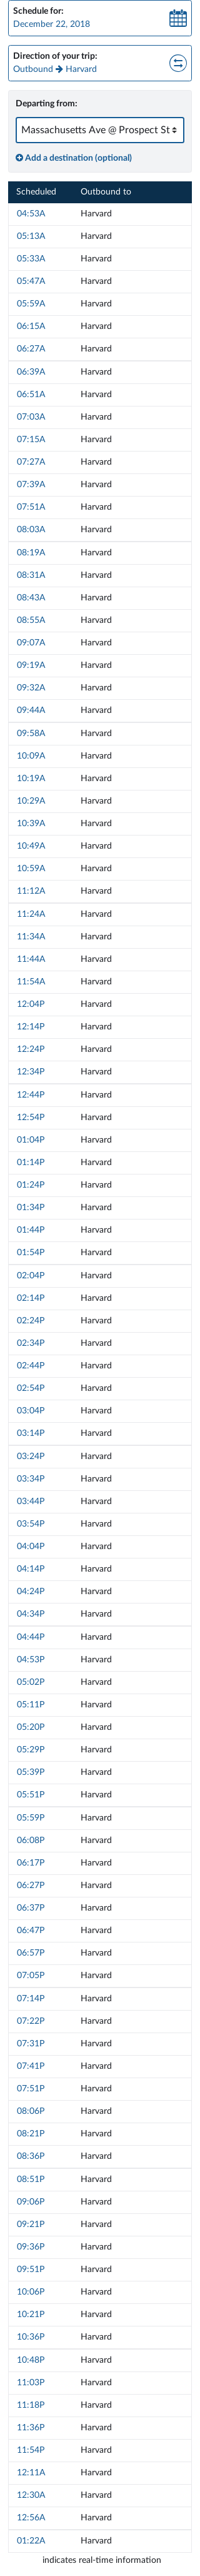 Schedule for:
December 22, 2018
Direction of your trip:
Outbound → Harvard
Departing from:
Massachusetts Ave @ Prospect St
Add a destination (optional)
Scheduled Outbound to
04:53A Harvard
05:13A Harvard
05:33A Harvard
05:47A Harvard
05:59A Harvard
06:15A Harvard
06:27A Harvard
06:39A Harvard
06:51A Harvard
07:03A Harvard
07:15A Harvard
07:27A Harvard
07:39A Harvard
07:51A Harvard
08:03A Harvard
08:19A Harvard
08:31A Harvard
08:43A Harvard
08:55A Harvard
09:07A Harvard
09:19A Harvard
09:32A Harvard
09:44A Harvard
09:58A Harvard
10:09A Harvard
10:19A Harvard
10:29A Harvard
10:39A Harvard
10:49A Harvard
10:59A Harvard
11:12A Harvard
11:24A Harvard
11:34A Harvard
11:44A Harvard
11:54A Harvard
12:04P Harvard
12:14P Harvard
12:24P Harvard
12:34P Harvard
12:44P Harvard
12:54P Harvard
01:04P Harvard
01:14P Harvard
01:24P Harvard
01:34P Harvard
01:44P Harvard
01:54P Harvard
02:04P Harvard
02:14P Harvard
02:24P Harvard
02:34P Harvard
02:44P Harvard
02:54P Harvard
03:04P Harvard
03:14P Harvard
03:24P Harvard
03:34P Harvard
03:44P Harvard
03:54P Harvard
04:04P Harvard
04:14P Harvard
04:24P Harvard
04:34P Harvard
04:44P Harvard
04:53P Harvard
05:02P Harvard
05:11P Harvard
05:20P Harvard
05:29P Harvard
05:39P Harvard
05:51P Harvard
05:59P Harvard
06:08P Harvard
06:17P Harvard
06:27P Harvard
06:37P Harvard
06:47P Harvard
06:57P Harvard
07:05P Harvard
07:14P Harvard
07:22P Harvard
07:31P Harvard
07:41P Harvard
07:51P Harvard
08:06P Harvard
08:21P Harvard
08:36P Harvard
08:51P Harvard
09:06P Harvard
09:21P Harvard
09:36P Harvard
09:51P Harvard
10:06P Harvard
10:21P Harvard
10:36P Harvard
10:48P Harvard
11:03P Harvard
11:18P Harvard
11:36P Harvard
11:54P Harvard
12:11A Harvard
12:30A Harvard
12:56A Harvard
01:22A Harvard
indicates real-time information